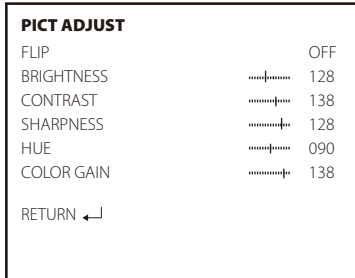 PICT ADJUST
FLIP OFF
BRIGHTNESS 128
CONTRAST 138
SHARPNESS 128
HUE 090
COLOR GAIN 138
RETURN ↵